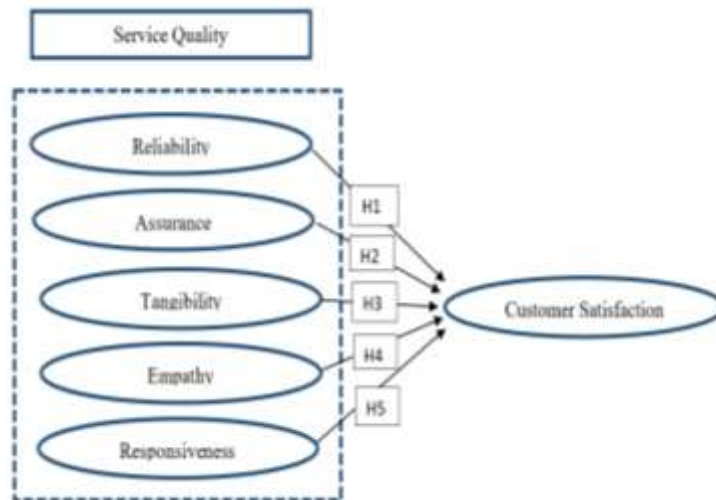 Service Quality
Reliability
H1
Assurance
H2
Tangibility
H3
Customer Satisfaction
Empathy
H4
Responsiveness
H5